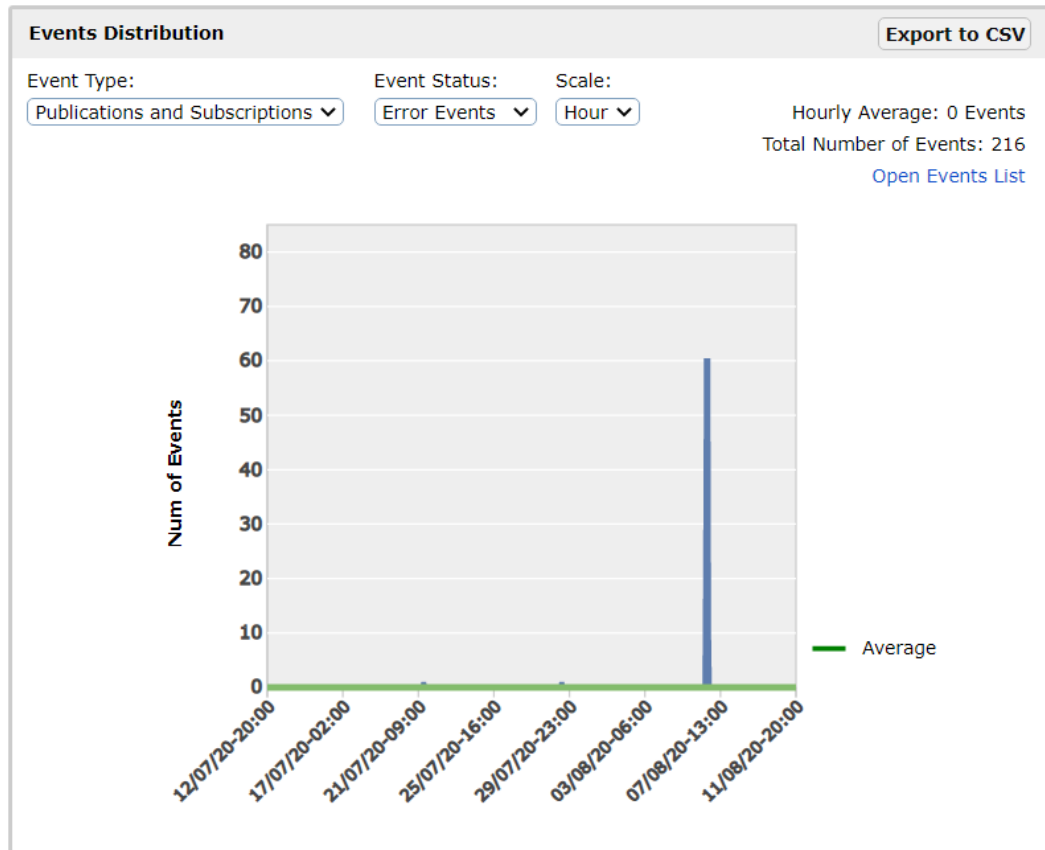 Events Distribution
Export to CSV
Event Type:
Event Status:
Scale:
Publications and Subscriptions
Error Events
Hour
Hourly Average: 0 Events
Total Number of Events: 216
Open Events List
80
70
60
50
40
30
20
10
0
Num of Events
Average
12/07/20-20:00
17/07/20-02:00
21/07/20-09:00
25/07/20-16:00
29/07/20-23:00
03/08/20-06:00
07/08/20-13:00
11/08/20-20:00